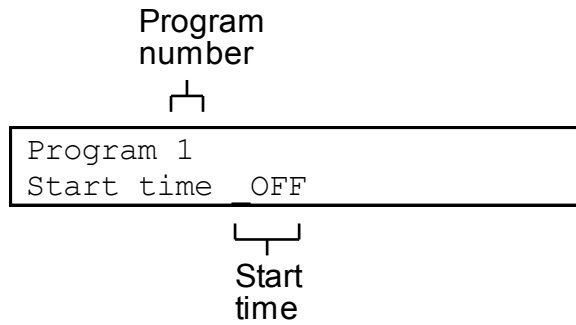 Program
number
Program 1
Start time _OFF
Start
time